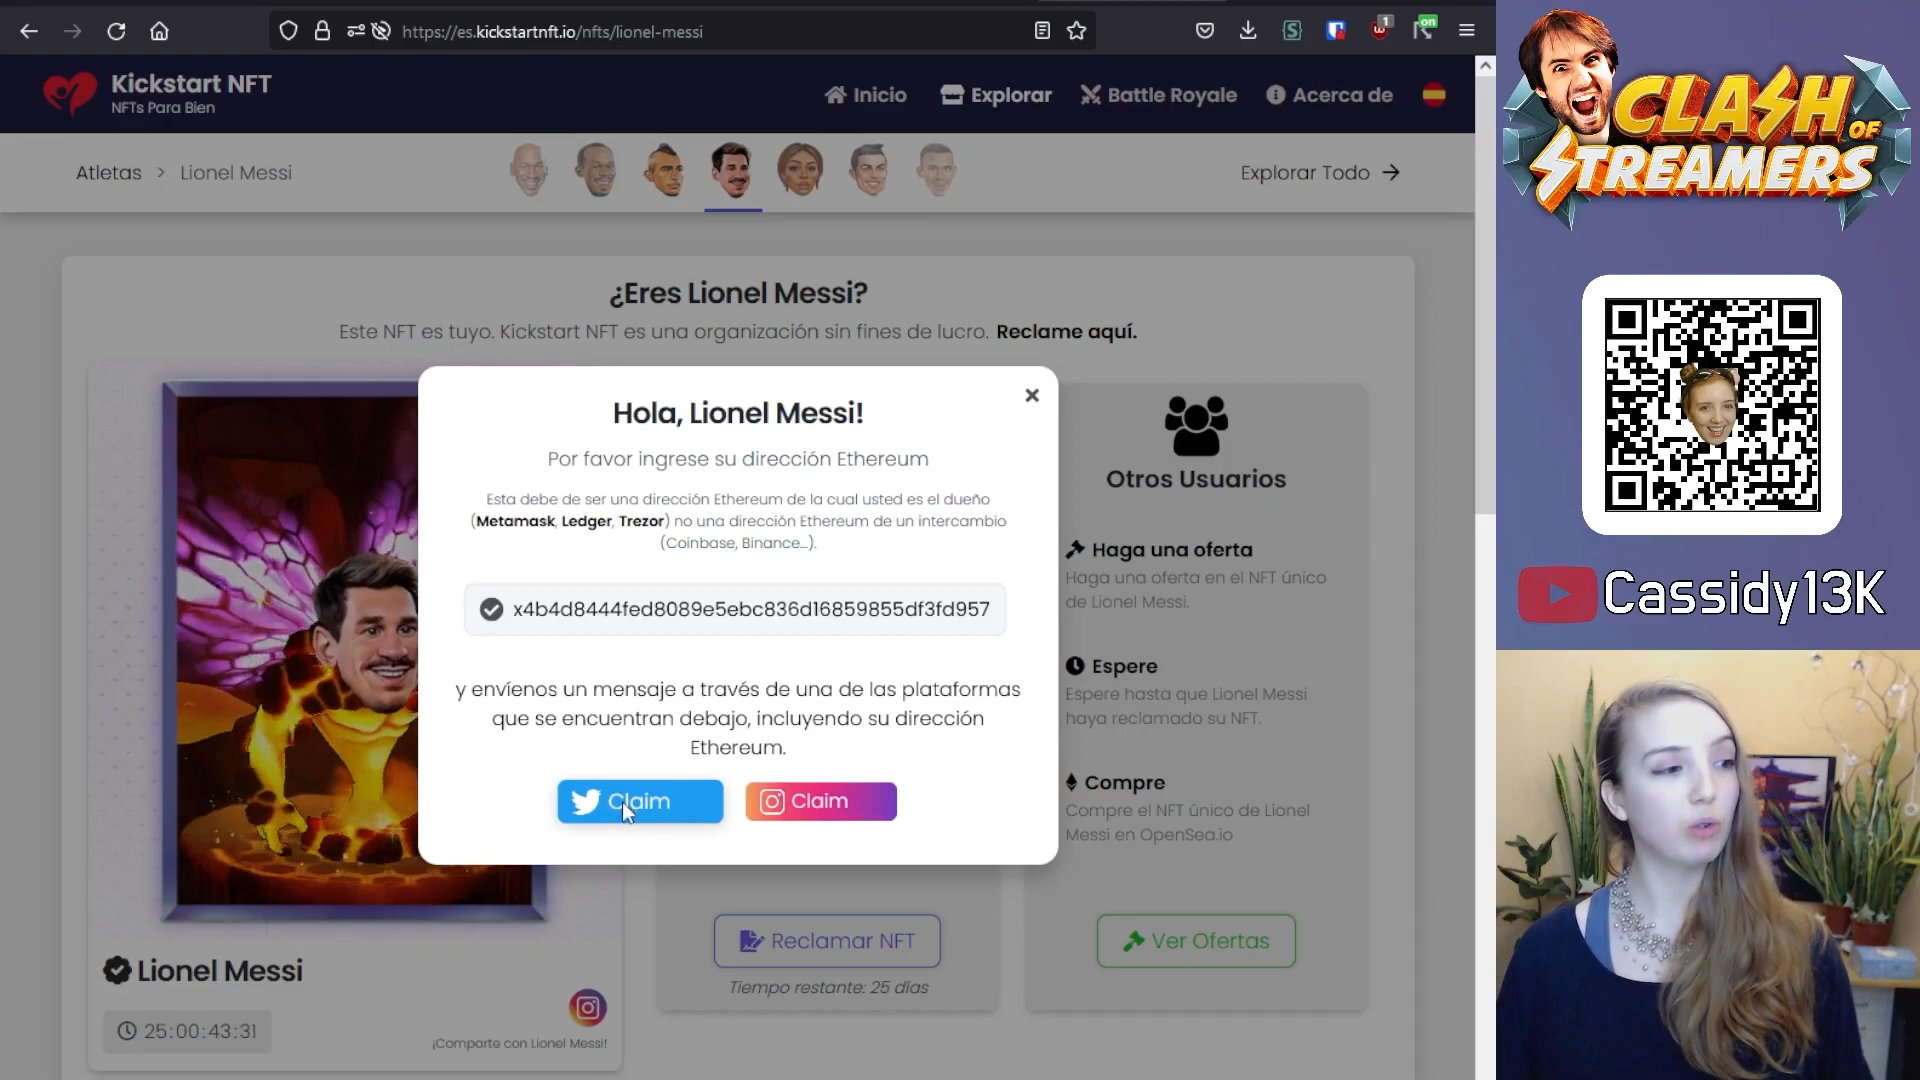 https://es.kickstartnft.io/nfts/lionel-messi
1
on
Kickstart NFT
NFTs Para Bien
Inicio
Explorar
Battle Royale
Acerca de
Atletas > Lionel Messi
Explorar Todo →
¿Eres Lionel Messi?
Este NFT es tuyo. Kickstart NFT es una organización sin fines de lucro. Reclame aquí.
Hola, Lionel Messi!
Por favor ingrese su dirección Ethereum
Esta debe de ser una dirección Ethereum de la cual usted es el dueño
(Metamask, Ledger, Trezor) no una dirección Ethereum de un intercambio
(Coinbase, Binance...).
x4b4d8444fed8089e5ebc836d16859855df3fd957
y envíenos un mensaje a través de una de las plataformas
que se encuentran debajo, incluyendo su dirección
Ethereum.
Claim
Claim
Otros Usuarios
Haga una oferta
Haga una oferta en el NFT único
de Lionel Messi.
Espere
Espere hasta que Lionel Messi
haya reclamado su NFT.
Compre
Compre el NFT único de Lionel
Messi en OpenSea.io
Reclamar NFT
Tiempo restante: 25 días
Ver Ofertas
Lionel Messi
25:00:43:31
¡Comparte con Lionel Messi!
CLASH OF
STREAMERS
Cassidy13K